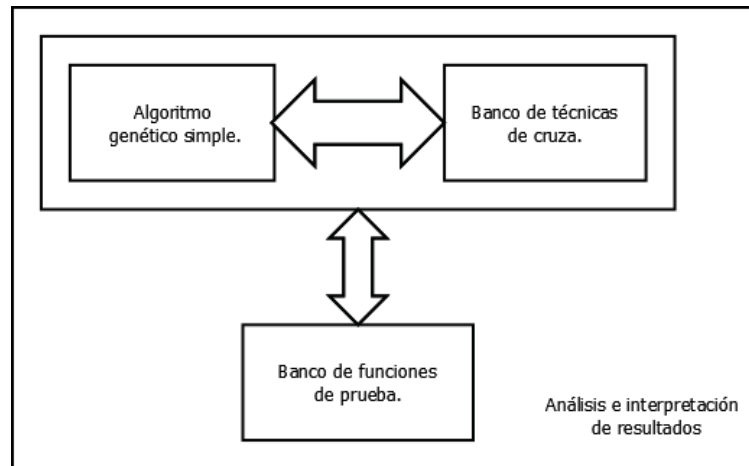 Algoritmo
genético simple.
Banco de técnicas
de cruza.
Banco de funciones
de prueba.
Análisis e interpretación
de resultados